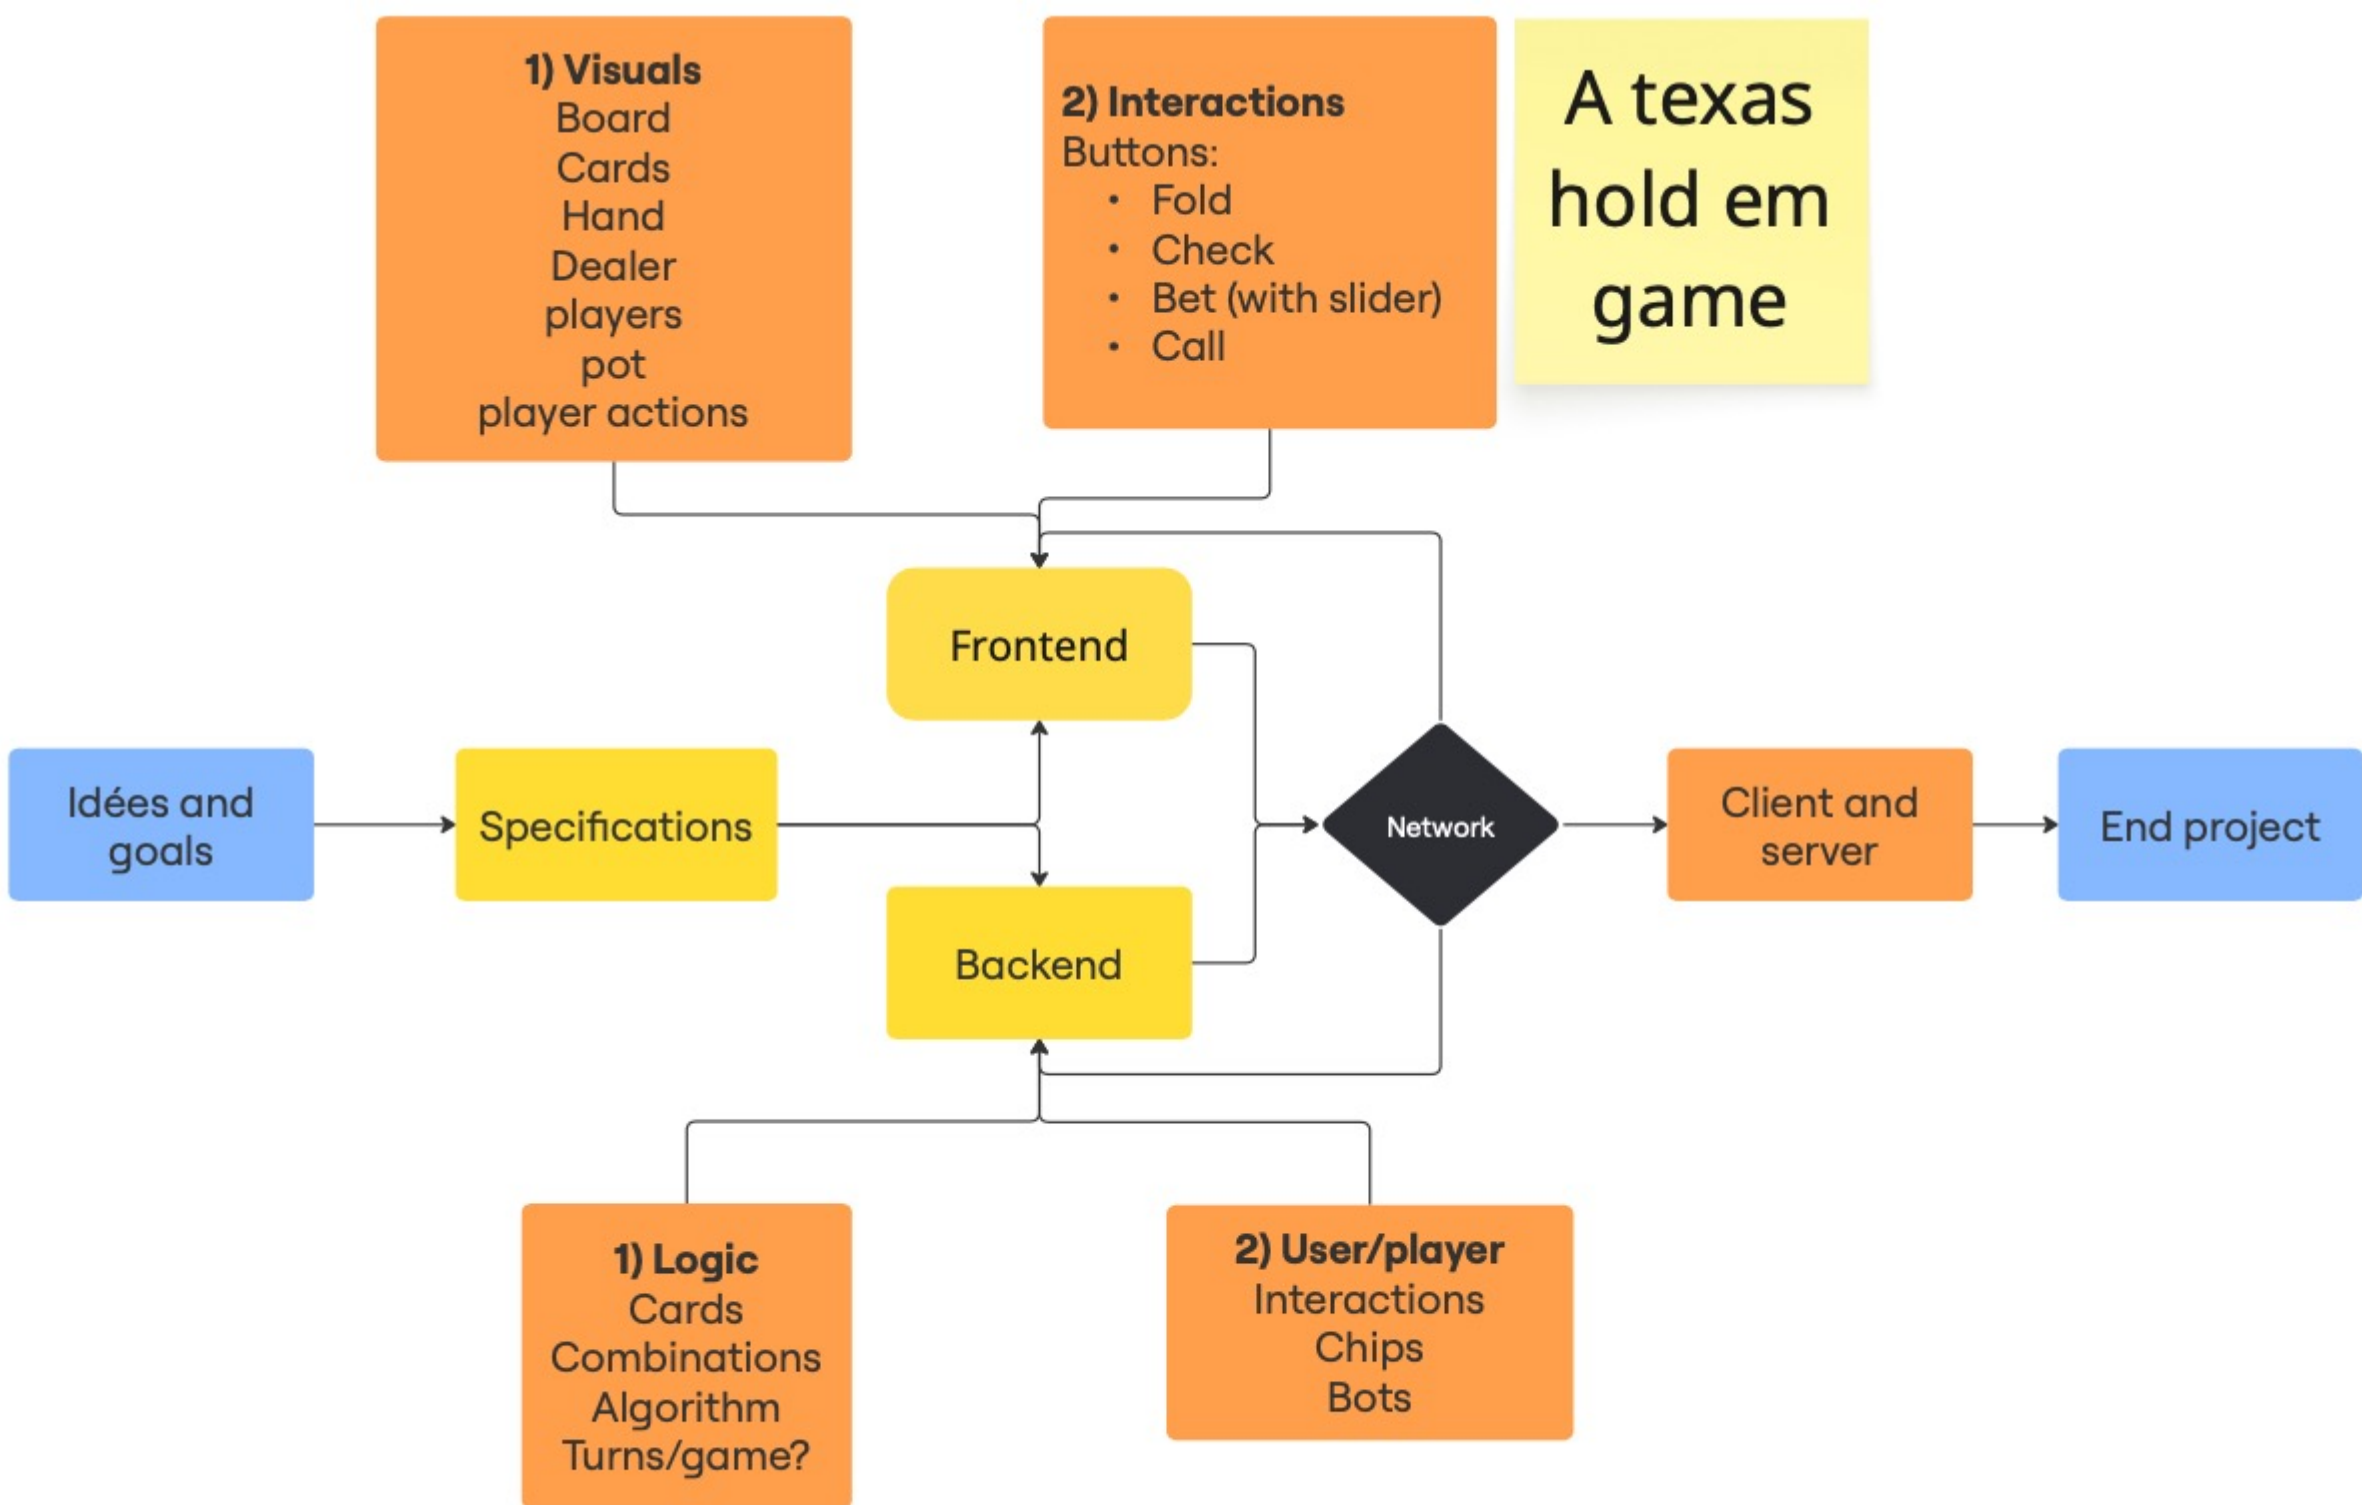 1) Visuals
Board
Cards
Hand
Dealer
players
pot
player actions
2) Interactions
Buttons:
• Fold
• Check
• Bet (with slider)
• Call
A texas
hold em
game
Frontend
Idées and
goals
Specifications
Network
Client and
server
End project
Backend
1) Logic
Cards
Combinations
Algorithm
Turns/game?
2) User/player
Interactions
Chips
Bots